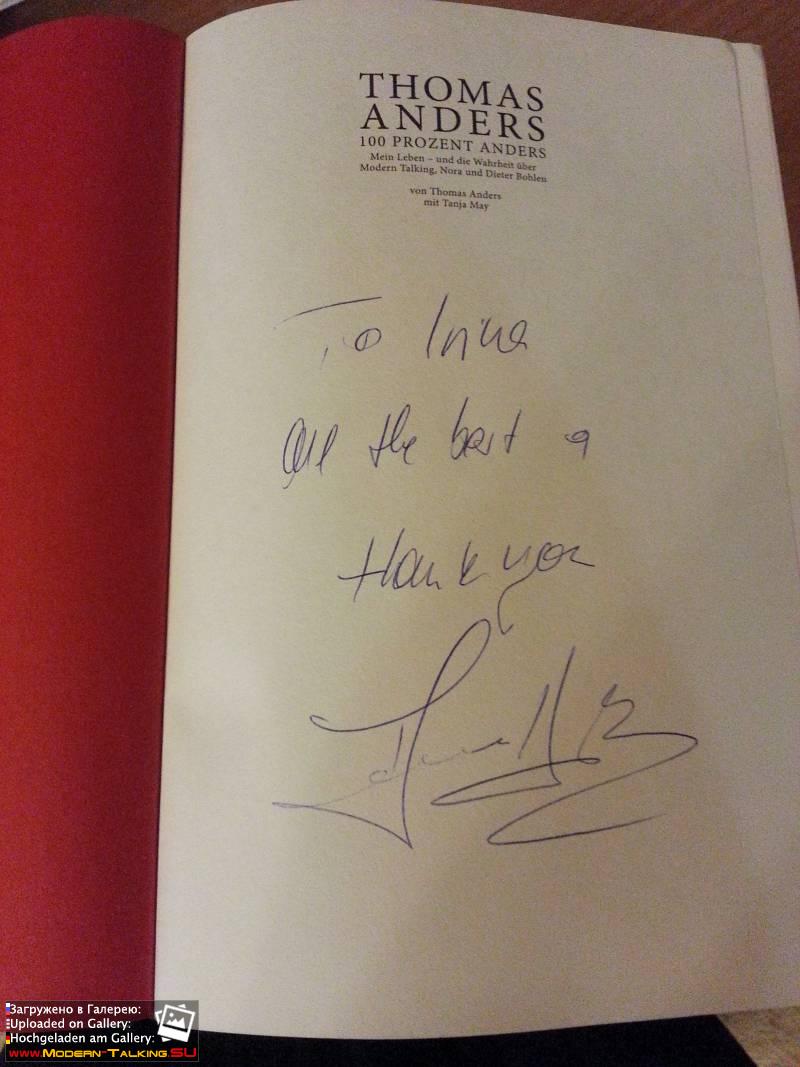 THOMAS
ANDERS
100 PROZENT ANDERS
Mein Leben – und die Wahrheit über
Modern Talking, Nora und Dieter Bohlen
von Thomas Anders
mit Tanja May
To Irina
All the best a
thank you
Загружено в Галерею:
Uploaded on Gallery:
Hochgeladen am Gallery:
www.Modern-Talking.SU